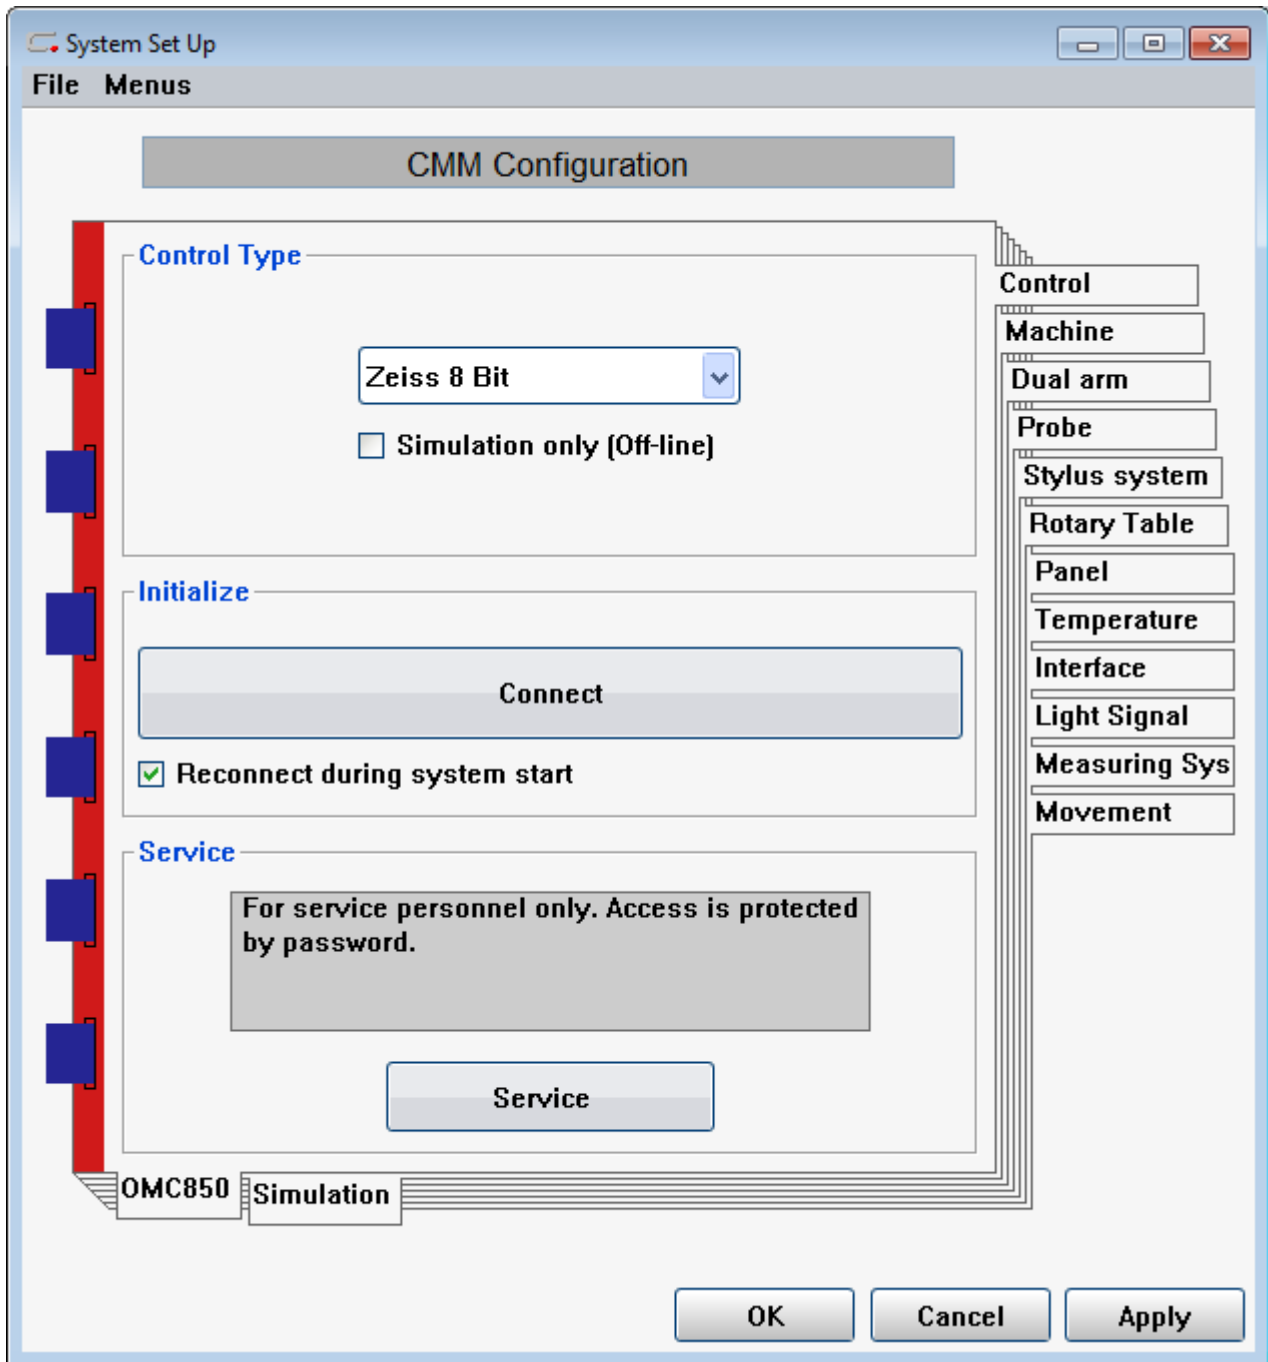 System Set Up
File Menus
CMM Configuration
Control Type
Zeiss 8 Bit
Simulation only (Off-line)
Initialize
Connect
Reconnect during system start
Service
For service personnel only. Access is protected
by password.
Service
Control
Machine
Dual arm
Probe
Stylus system
Rotary Table
Panel
Temperature
Interface
Light Signal
Measuring Sys
Movement
OMC850
Simulation
OK Cancel Apply